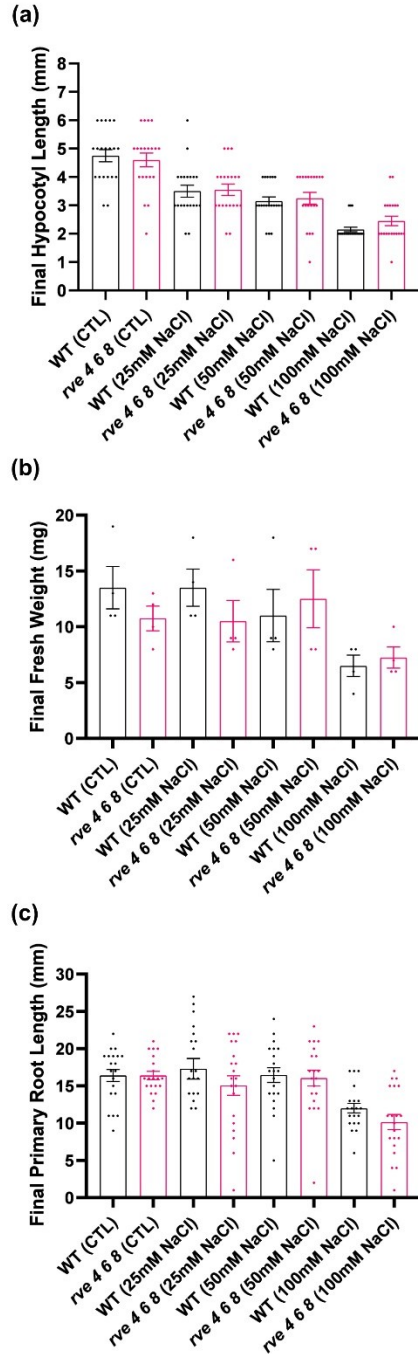 (a)
Final Hypocotyl Length (mm)
8
7
6
5
4
3
2
1
0
WT (CTL)
rve 4 6 8 (CTL)
WT (25mM NaCl)
rve 4 6 8 (25mM NaCl)
WT (50mM NaCl)
rve 4 6 8 (50mM NaCl)
WT (100mM NaCl)
rve 4 6 8 (100mM NaCl)
(b)
Final Fresh Weight (mg)
20
15
10
5
0
WT (CTL)
rve 4 6 8 (CTL)
WT (25mM NaCl)
rve 4 6 8 (25mM NaCl)
WT (50mM NaCl)
rve 4 6 8 (50mM NaCl)
WT (100mM NaCl)
rve 4 6 8 (100mM NaCl)
(c)
Final Primary Root Length (mm)
30
20
10
0
WT (CTL)
rve 4 6 8 (CTL)
WT (25mM NaCl)
rve 4 6 8 (25mM NaCl)
WT (50mM NaCl)
rve 4 6 8 (50mM NaCl)
WT (100mM NaCl)
rve 4 6 8 (100mM NaCl)